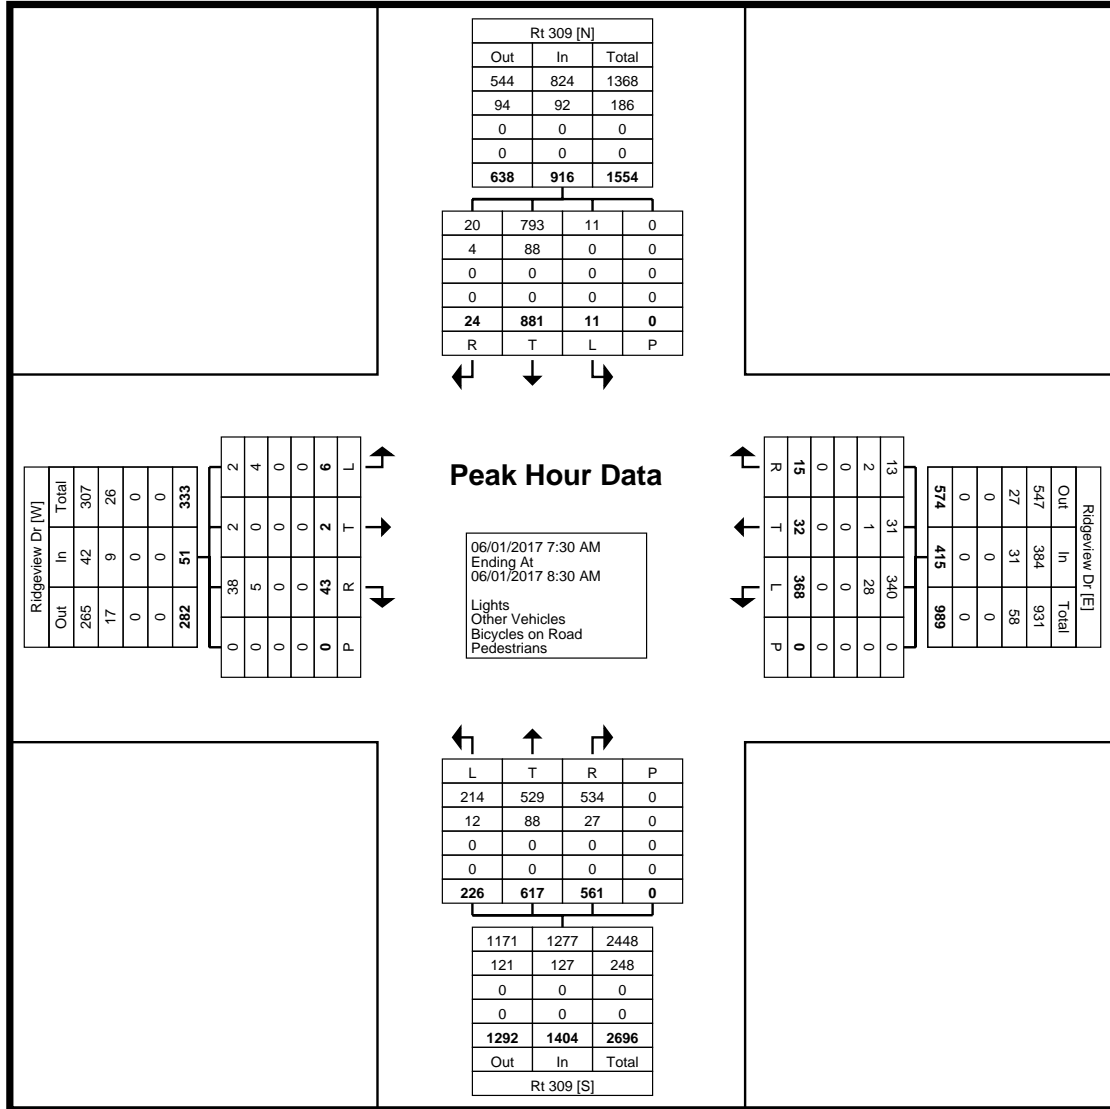 Rt 309 [N]
Out In Total
544 824 1368
94 92 186
0 0 0
0 0 0
638 916 1554
20 793 11 0
4 88 0 0
0 0 0 0
0 0 0 0
24 881 11 0
R T L P
Ridgeview Dr [W]
Total In Out
307 42 265
26 9 17
0 0 0
0 0 0
333 51 282
2 2 38 0
4 0 5 0
0 0 0 0
0 0 0 0
6 2 43 0
L T R P
Peak Hour Data
06/01/2017 7:30 AM
Ending At
06/01/2017 8:30 AM
Lights
Other Vehicles
Bicycles on Road
Pedestrians
Ridgeview Dr [E]
Out In Total
547 384 931
27 31 58
0 0 0
0 0 0
574 415 989
13 31 340 0
2 1 28 0
0 0 0 0
0 0 0 0
15 32 368 0
R T L P
L T R P
214 529 534 0
12 88 27 0
0 0 0 0
0 0 0 0
226 617 561 0
1171 1277 2448
121 127 248
0 0 0
0 0 0
1292 1404 2696
Out In Total
Rt 309 [S]